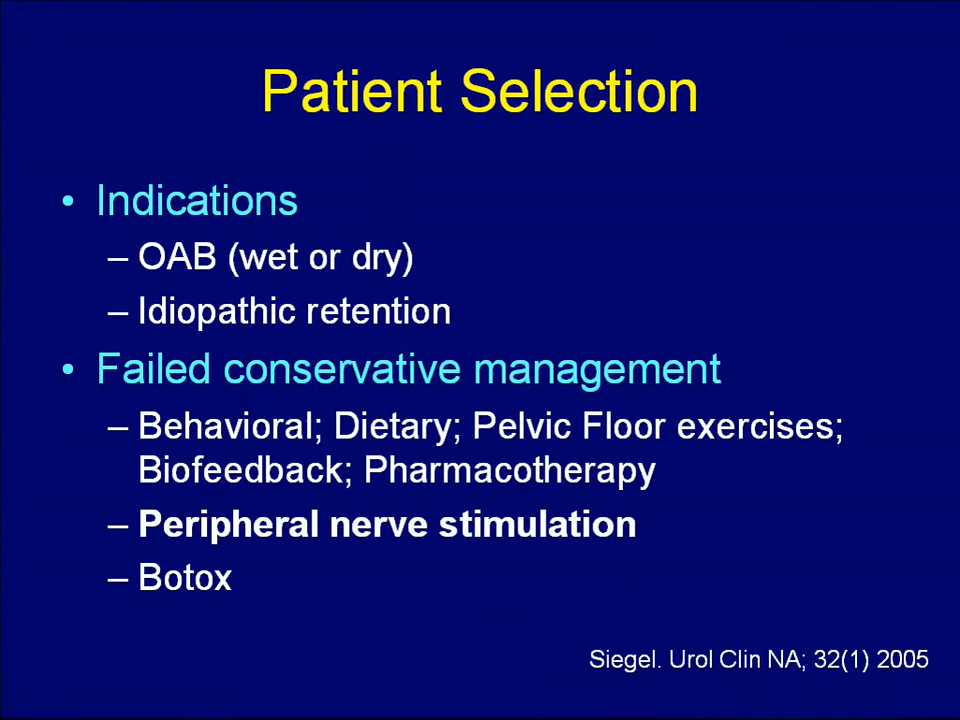 Patient Selection
• Indications
– OAB (wet or dry)
– Idiopathic retention
• Failed conservative management
– Behavioral; Dietary; Pelvic Floor exercises;
Biofeedback; Pharmacotherapy
– Peripheral nerve stimulation
– Botox
Siegel. Urol Clin NA; 32(1) 2005